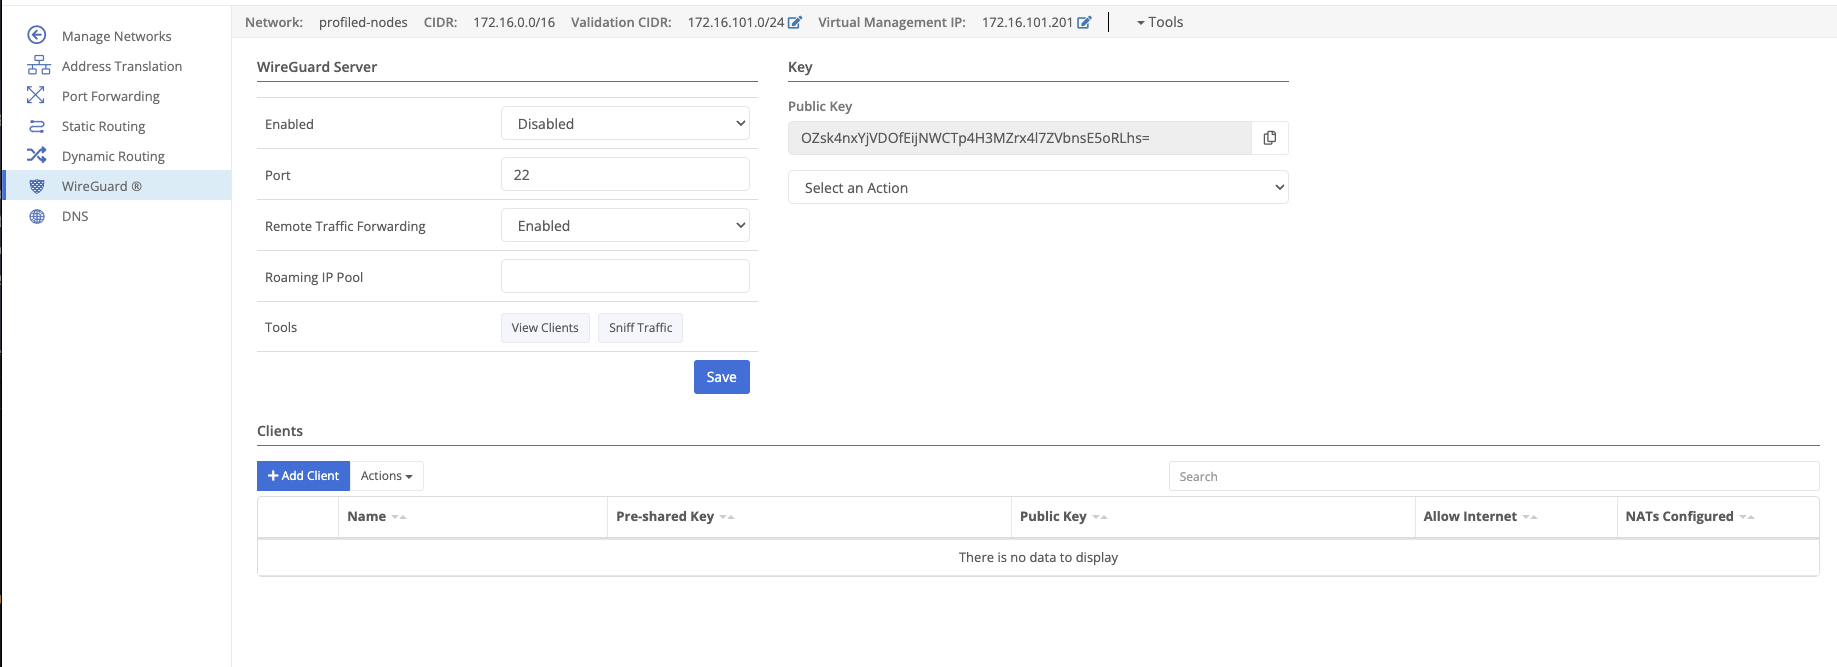 Network: profiled-nodes CIDR: 172.16.0.0/16 Validation CIDR: 172.16.101.0/24 Virtual Management IP: 172.16.101.201 Tools
Manage Networks
Address Translation
Port Forwarding
Static Routing
Dynamic Routing
WireGuard ®
DNS
WireGuard Server
Enabled Disabled
Port 22
Remote Traffic Forwarding Enabled
Roaming IP Pool
Tools View Clients Sniff Traffic
Save
Key
Public Key
OZsk4nxYjVDOfEijNWCTp4H3MZrx4l7ZVbnsE5oRLhs=
Select an Action
Clients
Add Client Actions Search
Name Pre-shared Key Public Key Allow Internet NATs Configured
There is no data to display